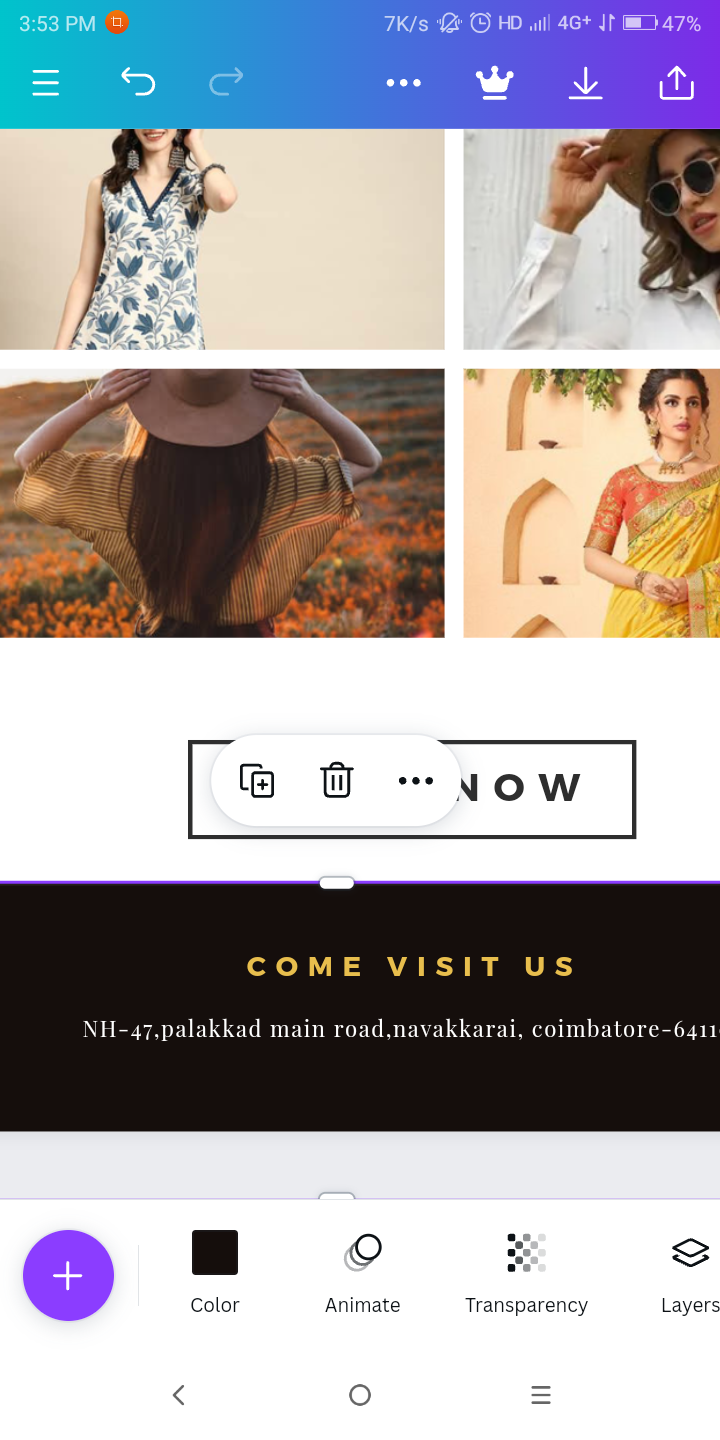 3:53 PM 7K/s HD 4G+ 47%
NOW
COME VISIT US
NH-47,palakkad main road,navakkarai, coimbatore-6411
Color Animate Transparency Layers